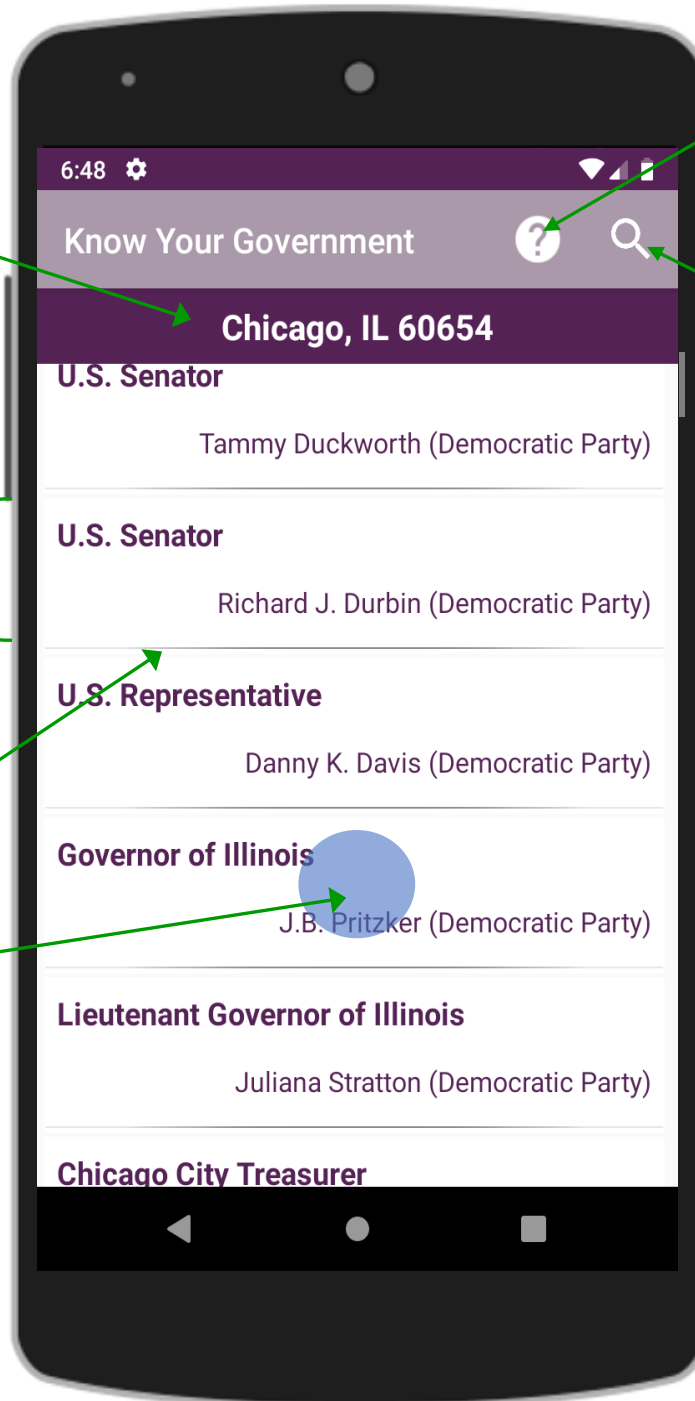 6:48
Know Your Government
?
Chicago, IL 60654
U.S. Senator
Tammy Duckworth (Democratic Party)
U.S. Senator
Richard J. Durbin (Democratic Party)
U.S. Representative
Danny K. Davis (Democratic Party)
Governor of Illinois
J.B. Pritzker (Democratic Party)
Lieutenant Governor of Illinois
Juliana Stratton (Democratic Party)
Chicago City Treasurer